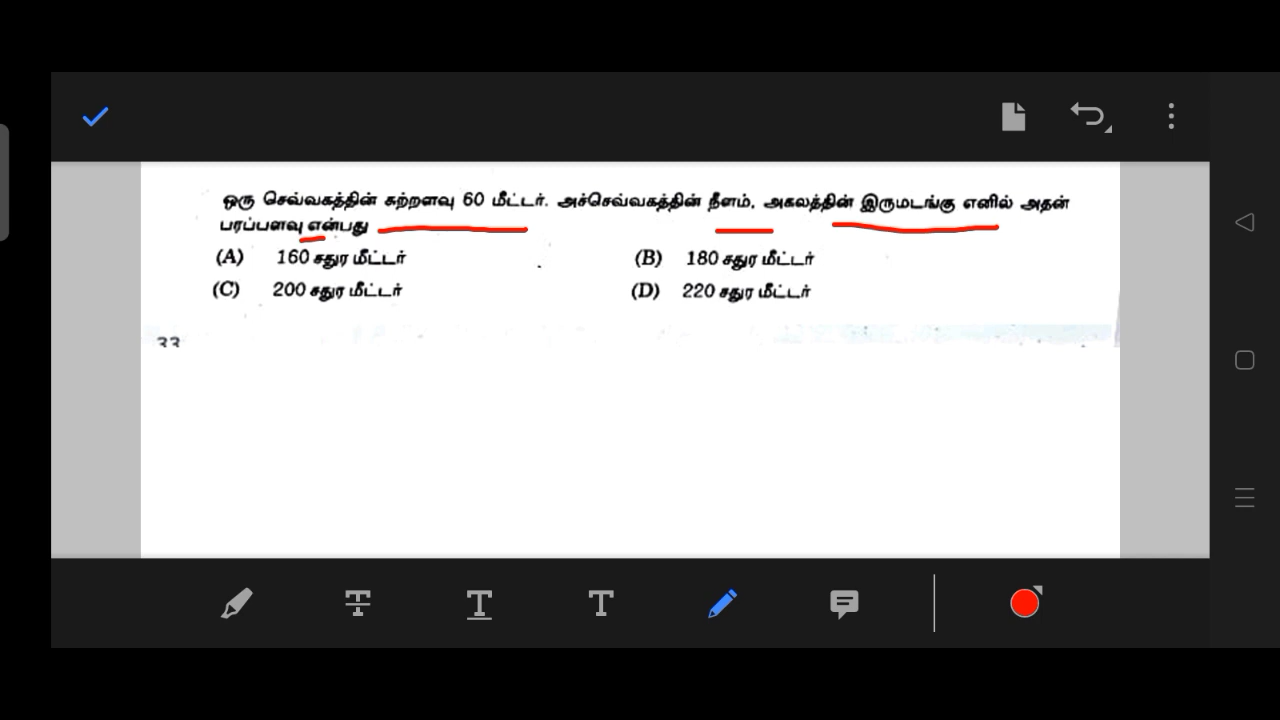 ஒரு செவ்வகத்தின் சுற்றளவு 60 மீட்டர். அச்செவ்வகத்தின் நீளம், அகலத்தின் இருமடங்கு எனில் அதன்
பரப்பளவு என்பது
(A) 160 சதுர மீட்டர் (B) 180 சதுர மீட்டர்
(C) 200 சதுர மீட்டர் (D) 220 சதுர மீட்டர்
33
T T T